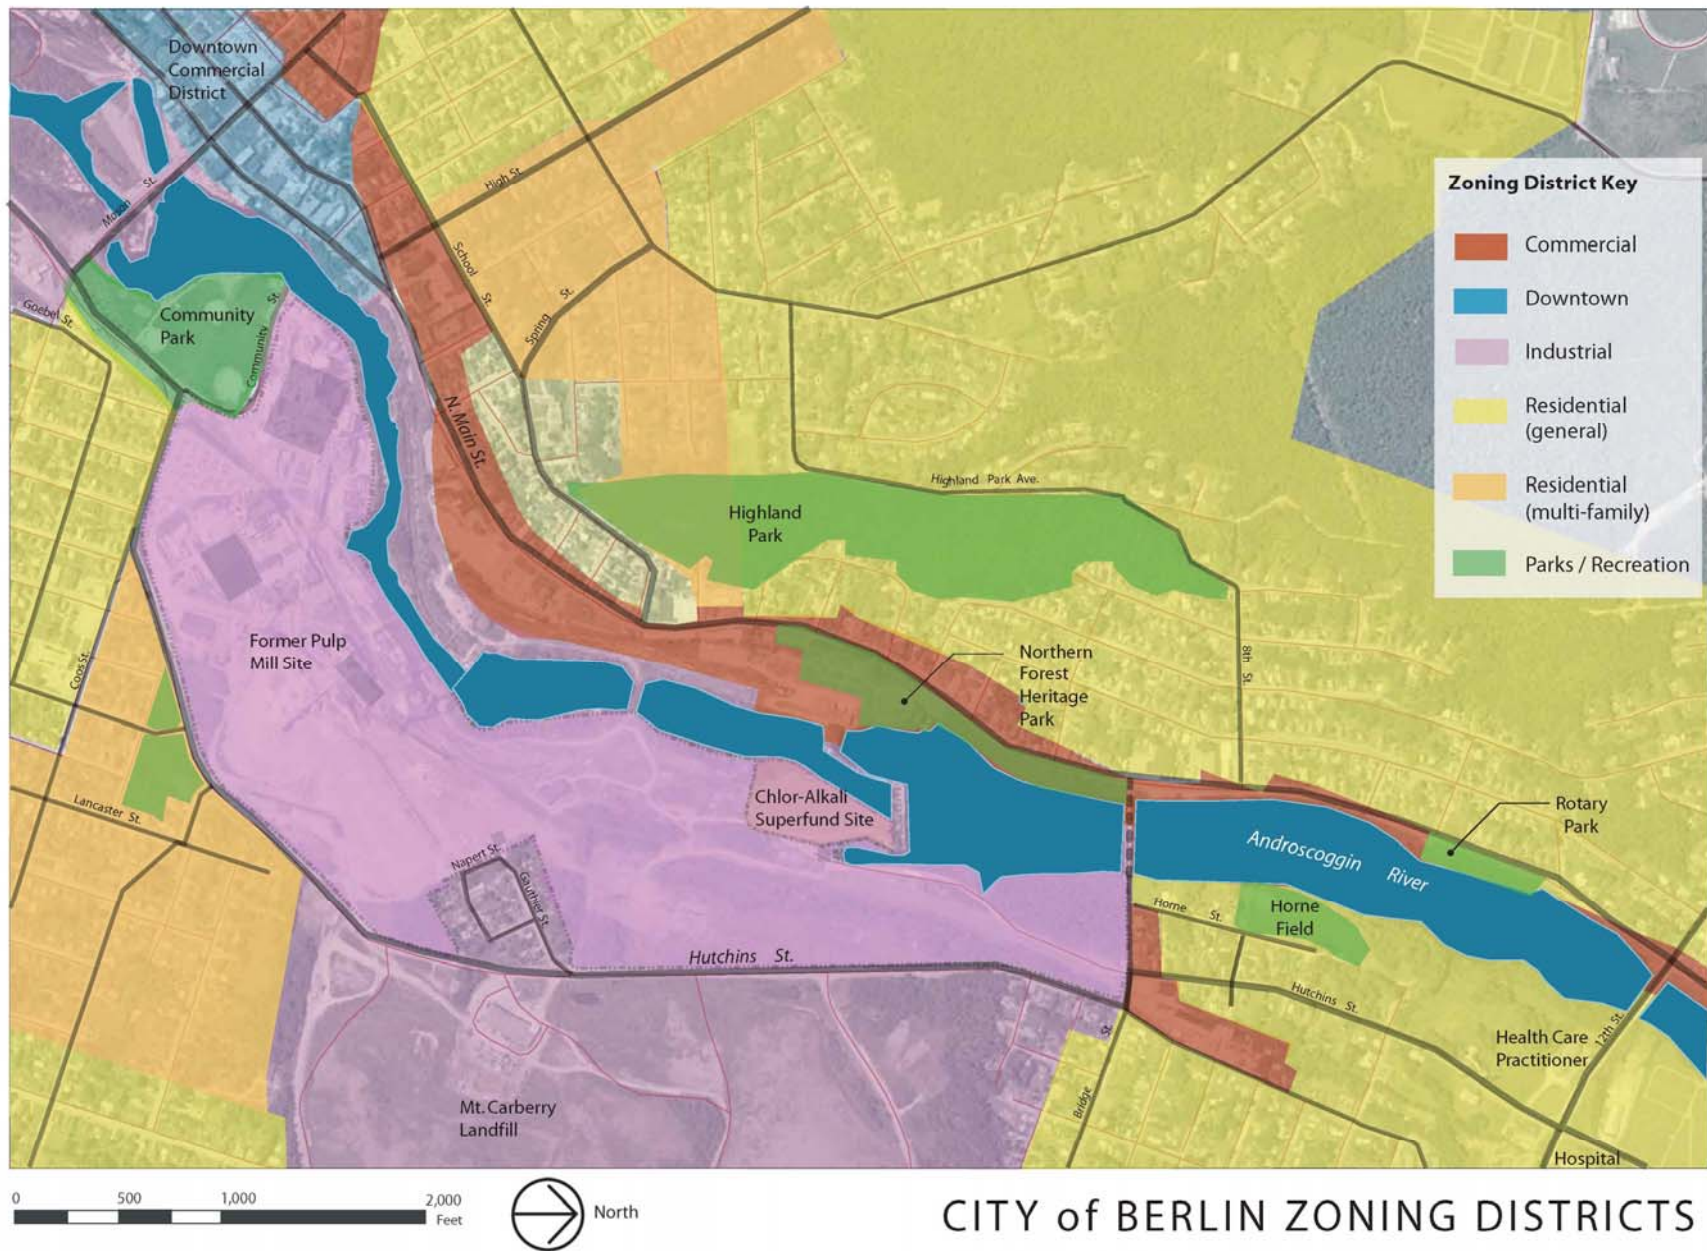 Downtown
Commercial
District
Mason St.
High St.
School St.
Spring St.
Goebel St.
Community
Park
Community St.
N. Main St.
Highland Park Ave.
Highland
Park
Zoning District Key
Commercial
Downtown
Industrial
Residential
(general)
Residential
(multi-family)
Parks / Recreation
Former Pulp
Mill Site
Coos St.
Northern
Forest
Heritage
Park
8th St.
Lancaster St.
Chlor-Alkali
Superfund Site
Rotary
Park
Androscoggin River
Napert St.
Gauthier St.
Horne St.
Horne
Field
Hutchins St.
Hutchins St.
12th St.
Health Care
Practitioner
Bridge St.
Mt. Carberry
Landfill
Hospital
0 500 1,000 2,000
Feet
North
CITY of BERLIN ZONING DISTRICTS